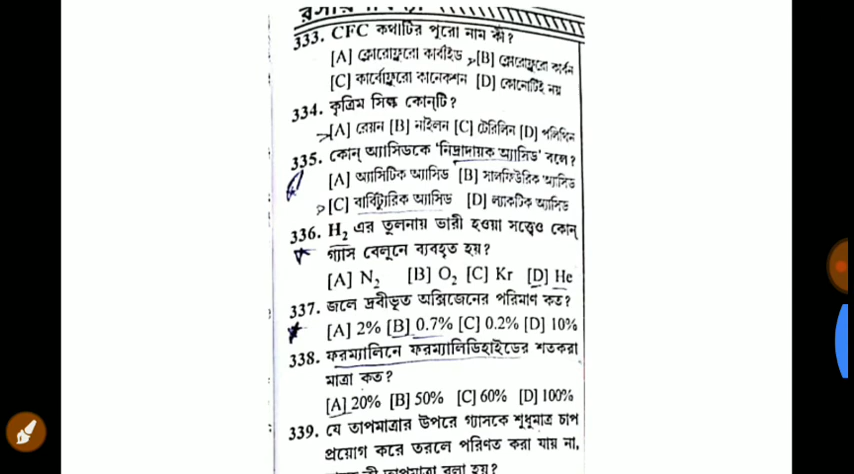 333. CFC কথাটির পুরো নাম কী?
[A] ক্লোরোফ্লুরো কার্বাইড [B] ক্লোরোফ্লুরো কার্বন
[C] কার্বোফ্লুরো কানেকশন [D] কোনোটিই নয়
334. কৃত্রিম সিল্ক কোন্‌টি?
[A] রেয়ন [B] নাইলন [C] টেরিলিন [D] পলিথিন
335. কোন্ অ্যাসিডকে 'নিদ্রাদায়ক অ্যাসিড' বলে?
[A] অ্যাসিটিক অ্যাসিড [B] সালফিউরিক অ্যাসিড
[C] বার্বিট্যুরিক অ্যাসিড [D] ল্যাকটিক অ্যাসিড
336. H₂ এর তুলনায় ভারী হওয়া সত্ত্বেও কোন্
গ্যাস বেলুনে ব্যবহৃত হয়?
[A] N₂ [B] O₂ [C] Kr [D] He
337. জলে দ্রবীভূত অক্সিজেনের পরিমাণ কত?
[A] 2% [B] 0.7% [C] 0.2% [D] 10%
338. ফরম্যালিনে ফরম্যালডিহাইডের শতকরা
মাত্রা কত?
[A] 20% [B] 50% [C] 60% [D] 100%
339. যে তাপমাত্রার উপরে গ্যাসকে শুধুমাত্র চাপ
প্রয়োগ করে তরলে পরিণত করা যায় না,
বলা হয়?